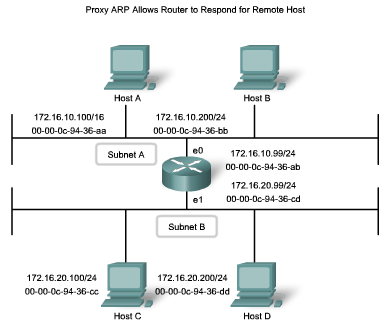 Proxy ARP Allows Router to Respond for Remote Host
Host A
Host B
172.16.10.100/16
00-00-0c-94-36-aa
172.16.10.200/24
00-00-0c-94-36-bb
Subnet A
e0
172.16.10.99/24
00-00-0c-94-36-ab
172.16.20.99/24
00-00-0c-94-36-cd
e1
Subnet B
172.16.20.100/24
00-00-0c-94-36-cc
172.16.20.200/24
00-00-0c-94-36-dd
Host C
Host D